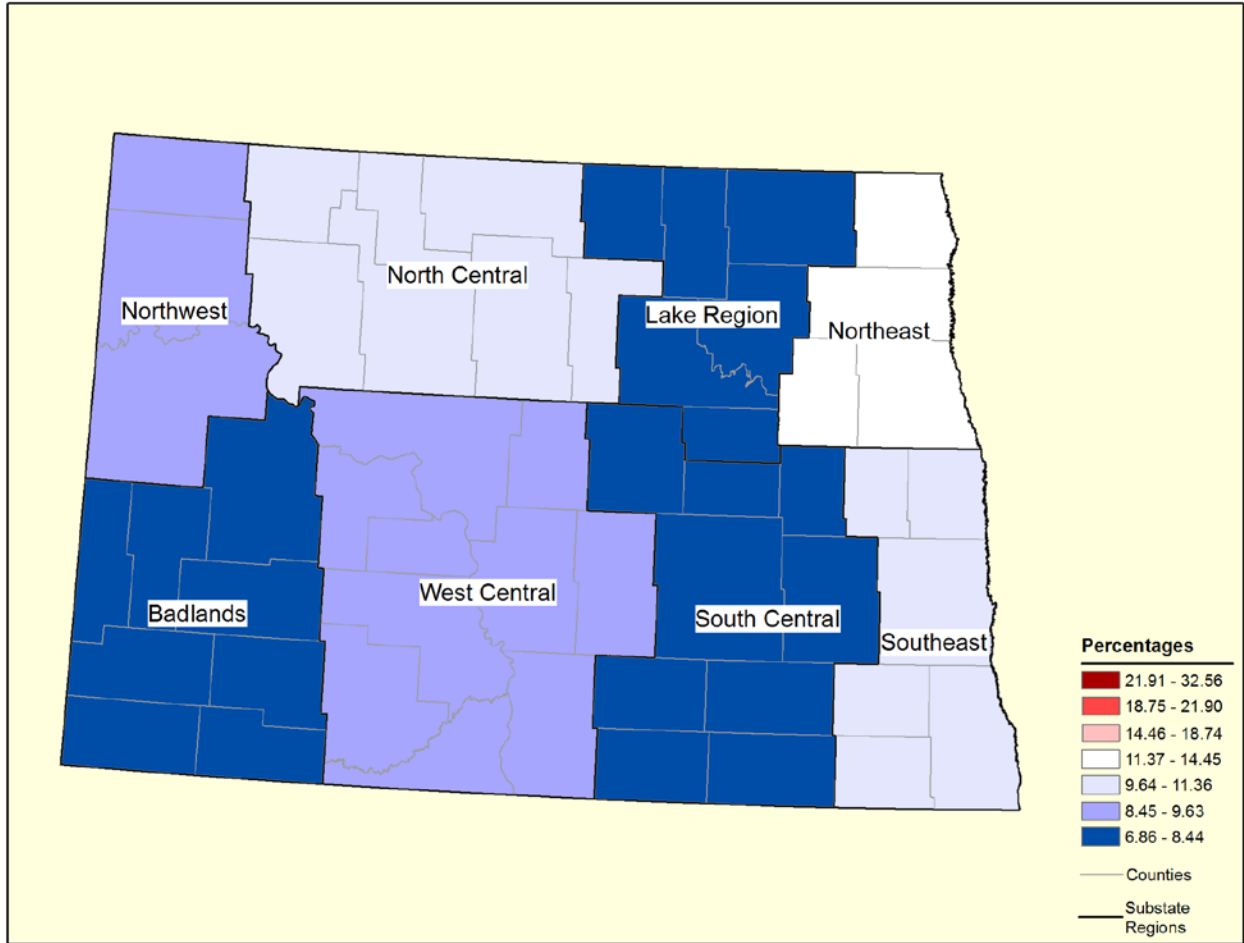 North Central
Northwest
Lake Region
Northeast
West Central
Badlands
South Central
Southeast
Percentages
21.91 - 32.56
18.75 - 21.90
14.46 - 18.74
11.37 - 14.45
9.64 - 11.36
8.45 - 9.63
6.86 - 8.44
Counties
Substate
Regions